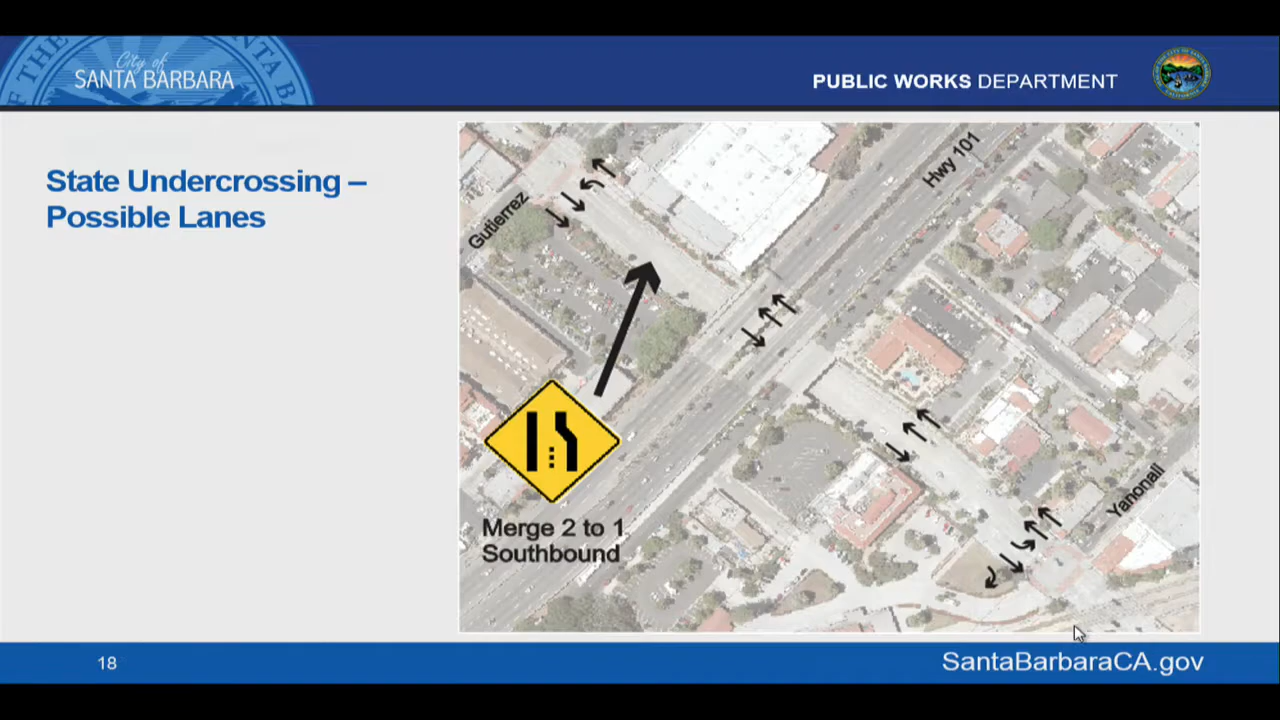 City of
SANTA BARBARA
PUBLIC WORKS DEPARTMENT
State Undercrossing –
Possible Lanes
Gutierrez
Hwy 101
Yanonali
Merge 2 to 1
Southbound
18
SantaBarbaraCA.gov